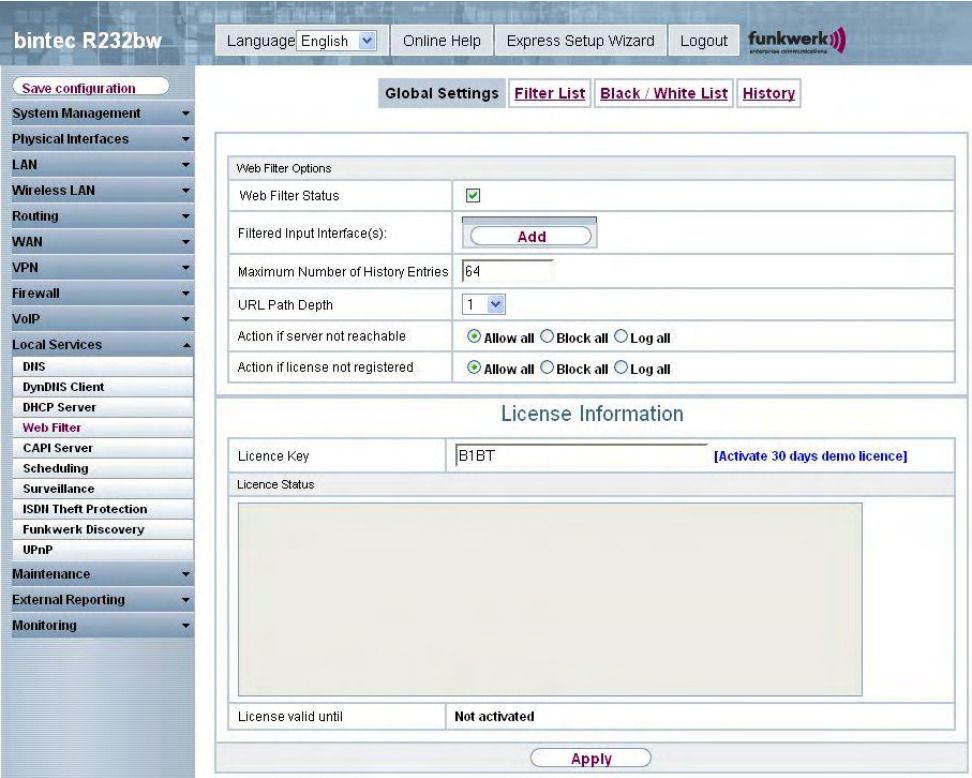 bintec R232bw
Language English Online Help Express Setup Wizard Logout funkwerk
enterprise communications
Save configuration
System Management
Physical Interfaces
LAN
Wireless LAN
Routing
WAN
VPN
Firewall
VoIP
Local Services
DNS
DynDNS Client
DHCP Server
Web Filter
CAPI Server
Scheduling
Surveillance
ISDN Theft Protection
Funkwerk Discovery
UPnP
Maintenance
External Reporting
Monitoring
Global Settings Filter List Black / White List History
Web Filter Options
Web Filter Status
Filtered Input Interface(s): Add
Maximum Number of History Entries 64
URL Path Depth 1
Action if server not reachable Allow all Block all Log all
Action if license not registered Allow all Block all Log all
License Information
Licence Key B1BT [Activate 30 days demo licence]
Licence Status
License valid until Not activated
Apply